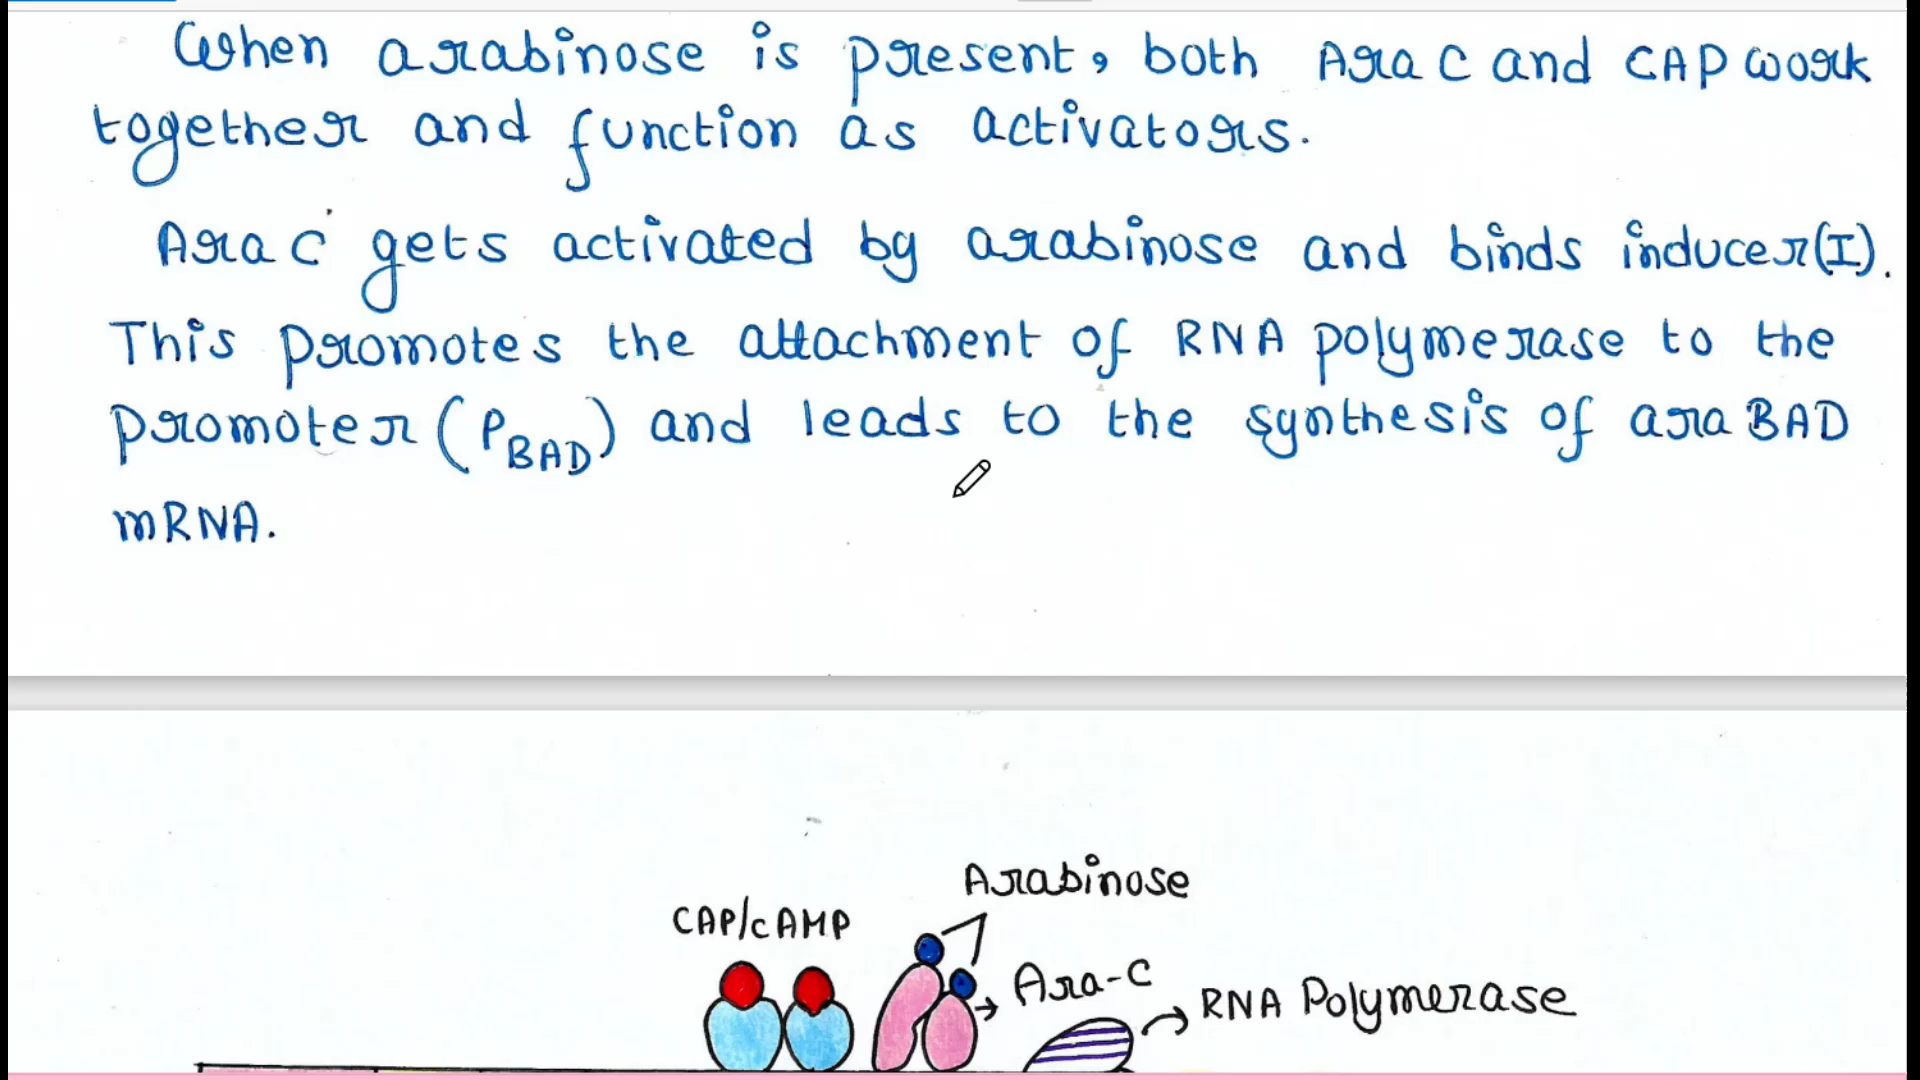 When arabinose is present, both Ara C and CAP work
together and function as activators.
Ara C gets activated by arabinose and binds inducer(I).
This promotes the attachment of RNA polymerase to the
promoter (PBAD) and leads to the synthesis of ara BAD
mRNA.
Arabinose
CAP/cAMP
Ara-C
RNA Polymerase